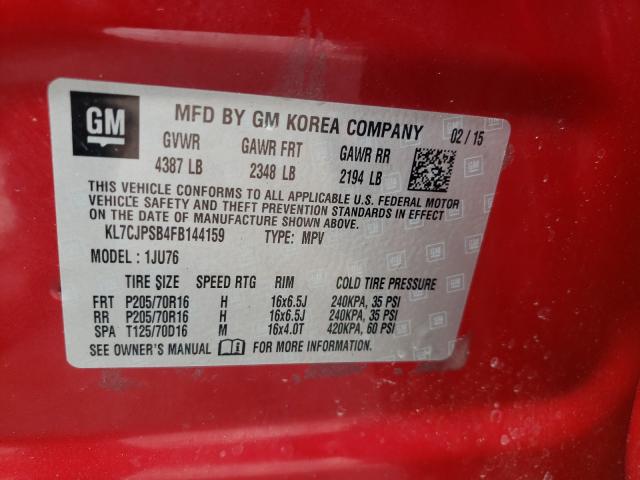 GM
MFD BY GM KOREA COMPANY 02/15
GVWR GAWR FRT GAWR RR
4387 LB 2348 LB 2194 LB
THIS VEHICLE CONFORMS TO ALL APPLICABLE U.S. FEDERAL MOTOR
VEHICLE SAFETY AND THEFT PREVENTION STANDARDS IN EFFECT
ON THE DATE OF MANUFACTURE SHOWN ABOVE.
KL7CJPSB4FB144159 TYPE: MPV
MODEL : 1JU76
TIRE SIZE SPEED RTG RIM COLD TIRE PRESSURE
FRT P205/70R16 H 16x6.5J 240KPA, 35 PSI
RR P205/70R16 H 16x6.5J 240KPA, 35 PSI
SPA T125/70D16 M 16x4.0T 420KPA, 60 PSI
SEE OWNER'S MANUAL FOR MORE INFORMATION.